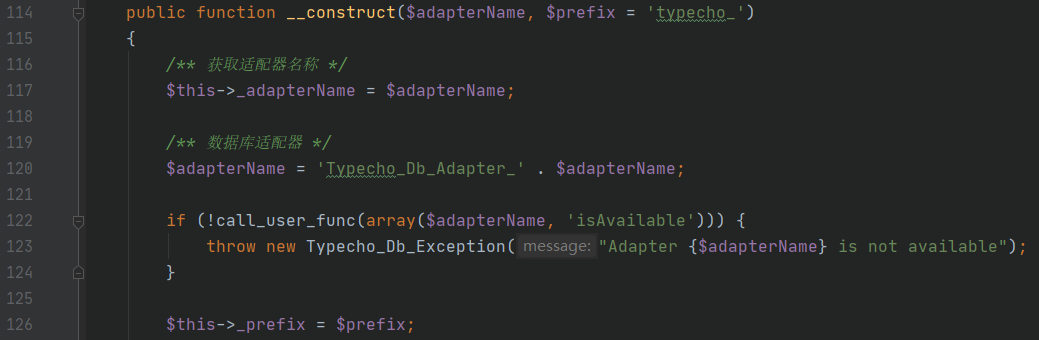 114 public function __construct($adapterName, $prefix = 'typecho_')
115 {
116 /** 获取适配器名称 */
117 $this->_adapterName = $adapterName;
118
119 /** 数据库适配器 */
120 $adapterName = 'Typecho_Db_Adapter_' . $adapterName;
121
122 if (!call_user_func(array($adapterName, 'isAvailable'))) {
123 throw new Typecho_Db_Exception( message: "Adapter {$adapterName} is not available");
124 }
125
126 $this->_prefix = $prefix;